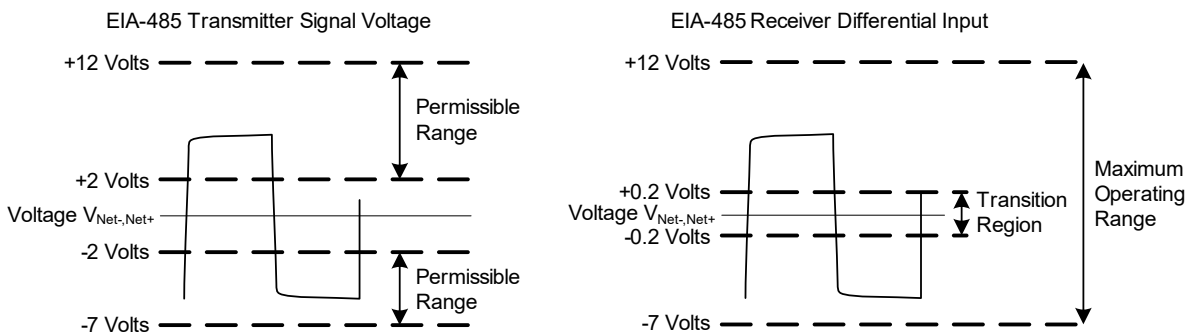 EIA-485 Transmitter Signal Voltage
+12 Volts
Permissible
Range
+2 Volts
Voltage VNet-,Net+
-2 Volts
Permissible
Range
-7 Volts
EIA-485 Receiver Differential Input
+12 Volts
Maximum
Operating
Range
+0.2 Volts
Transition
Region
Voltage VNet-,Net+
-0.2 Volts
-7 Volts